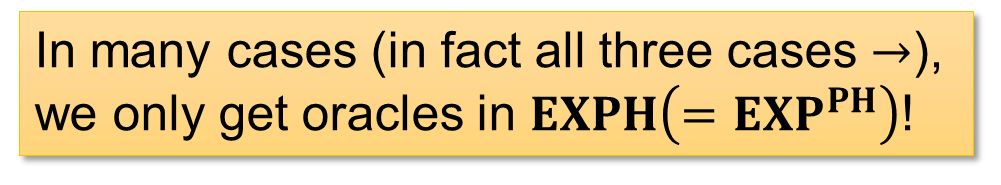 In many cases (in fact all three cases →),
we only get oracles in EXPH(= EXP^PH)!